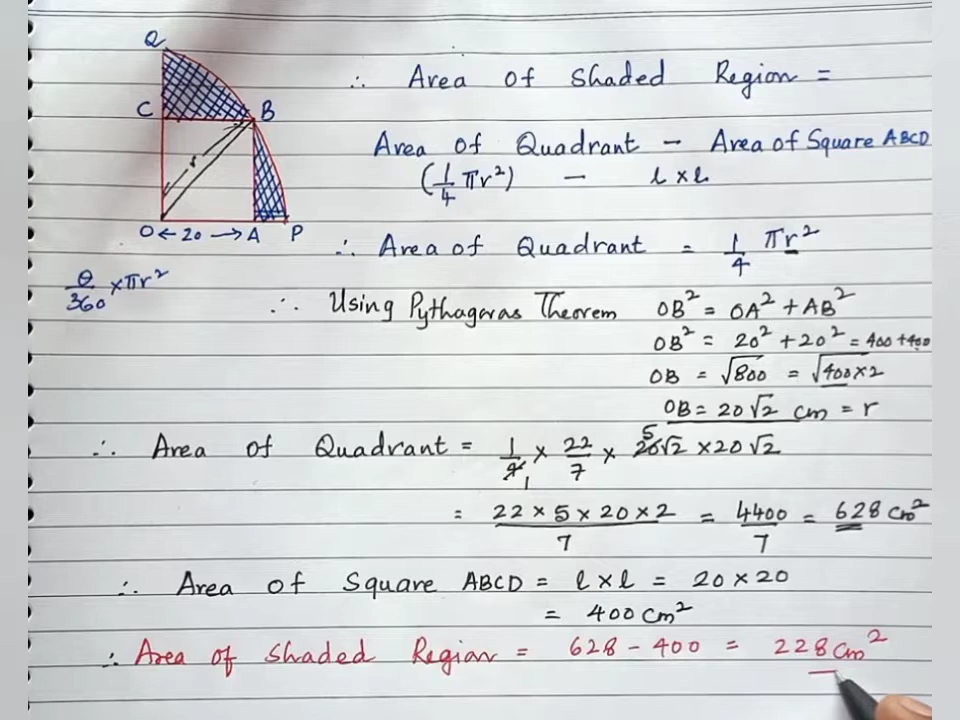 Q
C
B
r
O ← 20 → A P
θ/360 × πr²
∴ Area of Shaded Region =
Area of Quadrant − Area of Square ABCD
(1/4 πr²) − l × l
∴ Area of Quadrant = 1/4 πr²
∴ Using Pythagaras Theorem OB² = OA² + AB²
OB² = 20² + 20² = 400 + 400
OB = √800 = √400×2
OB = 20√2 cm = r
∴ Area of Quadrant = 1/4 1 × 22/7 × 5 20√2 × 20√2
= 22 × 5 × 20 × 2/7 = 4400/7 = 628 cm²
∴ Area of Square ABCD = l × l = 20 × 20
= 400 cm²
∴ Area of Shaded Region = 628 − 400 = 228 cm²